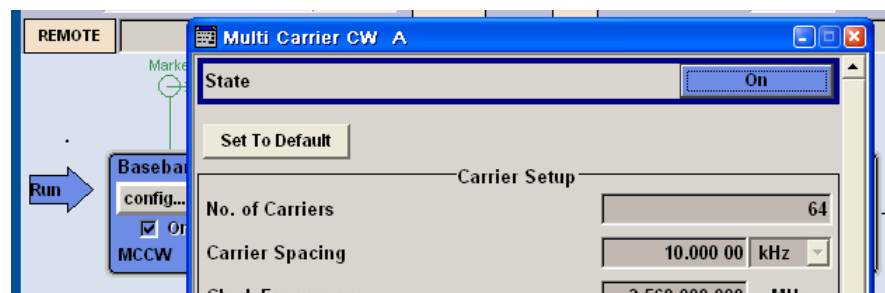 REMOTE
Multi Carrier CW A
Marke
State On
Set To Default
Run
Baseba
config...
MCCW
Carrier Setup
No. of Carriers 64
Carrier Spacing 10.000 00 kHz